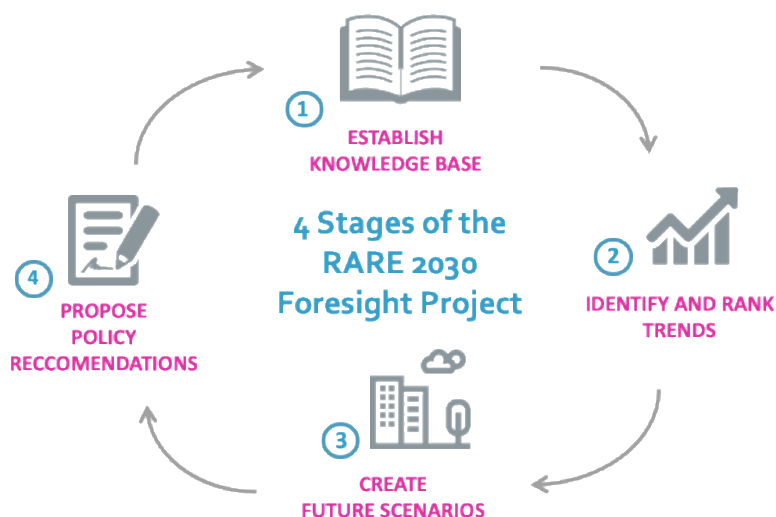 1
ESTABLISH
KNOWLEDGE BASE
4 Stages of the
RARE 2030
Foresight Project
2
IDENTIFY AND RANK
TRENDS
3
CREATE
FUTURE SCENARIOS
4
PROPOSE
POLICY
RECCOMENDATIONS